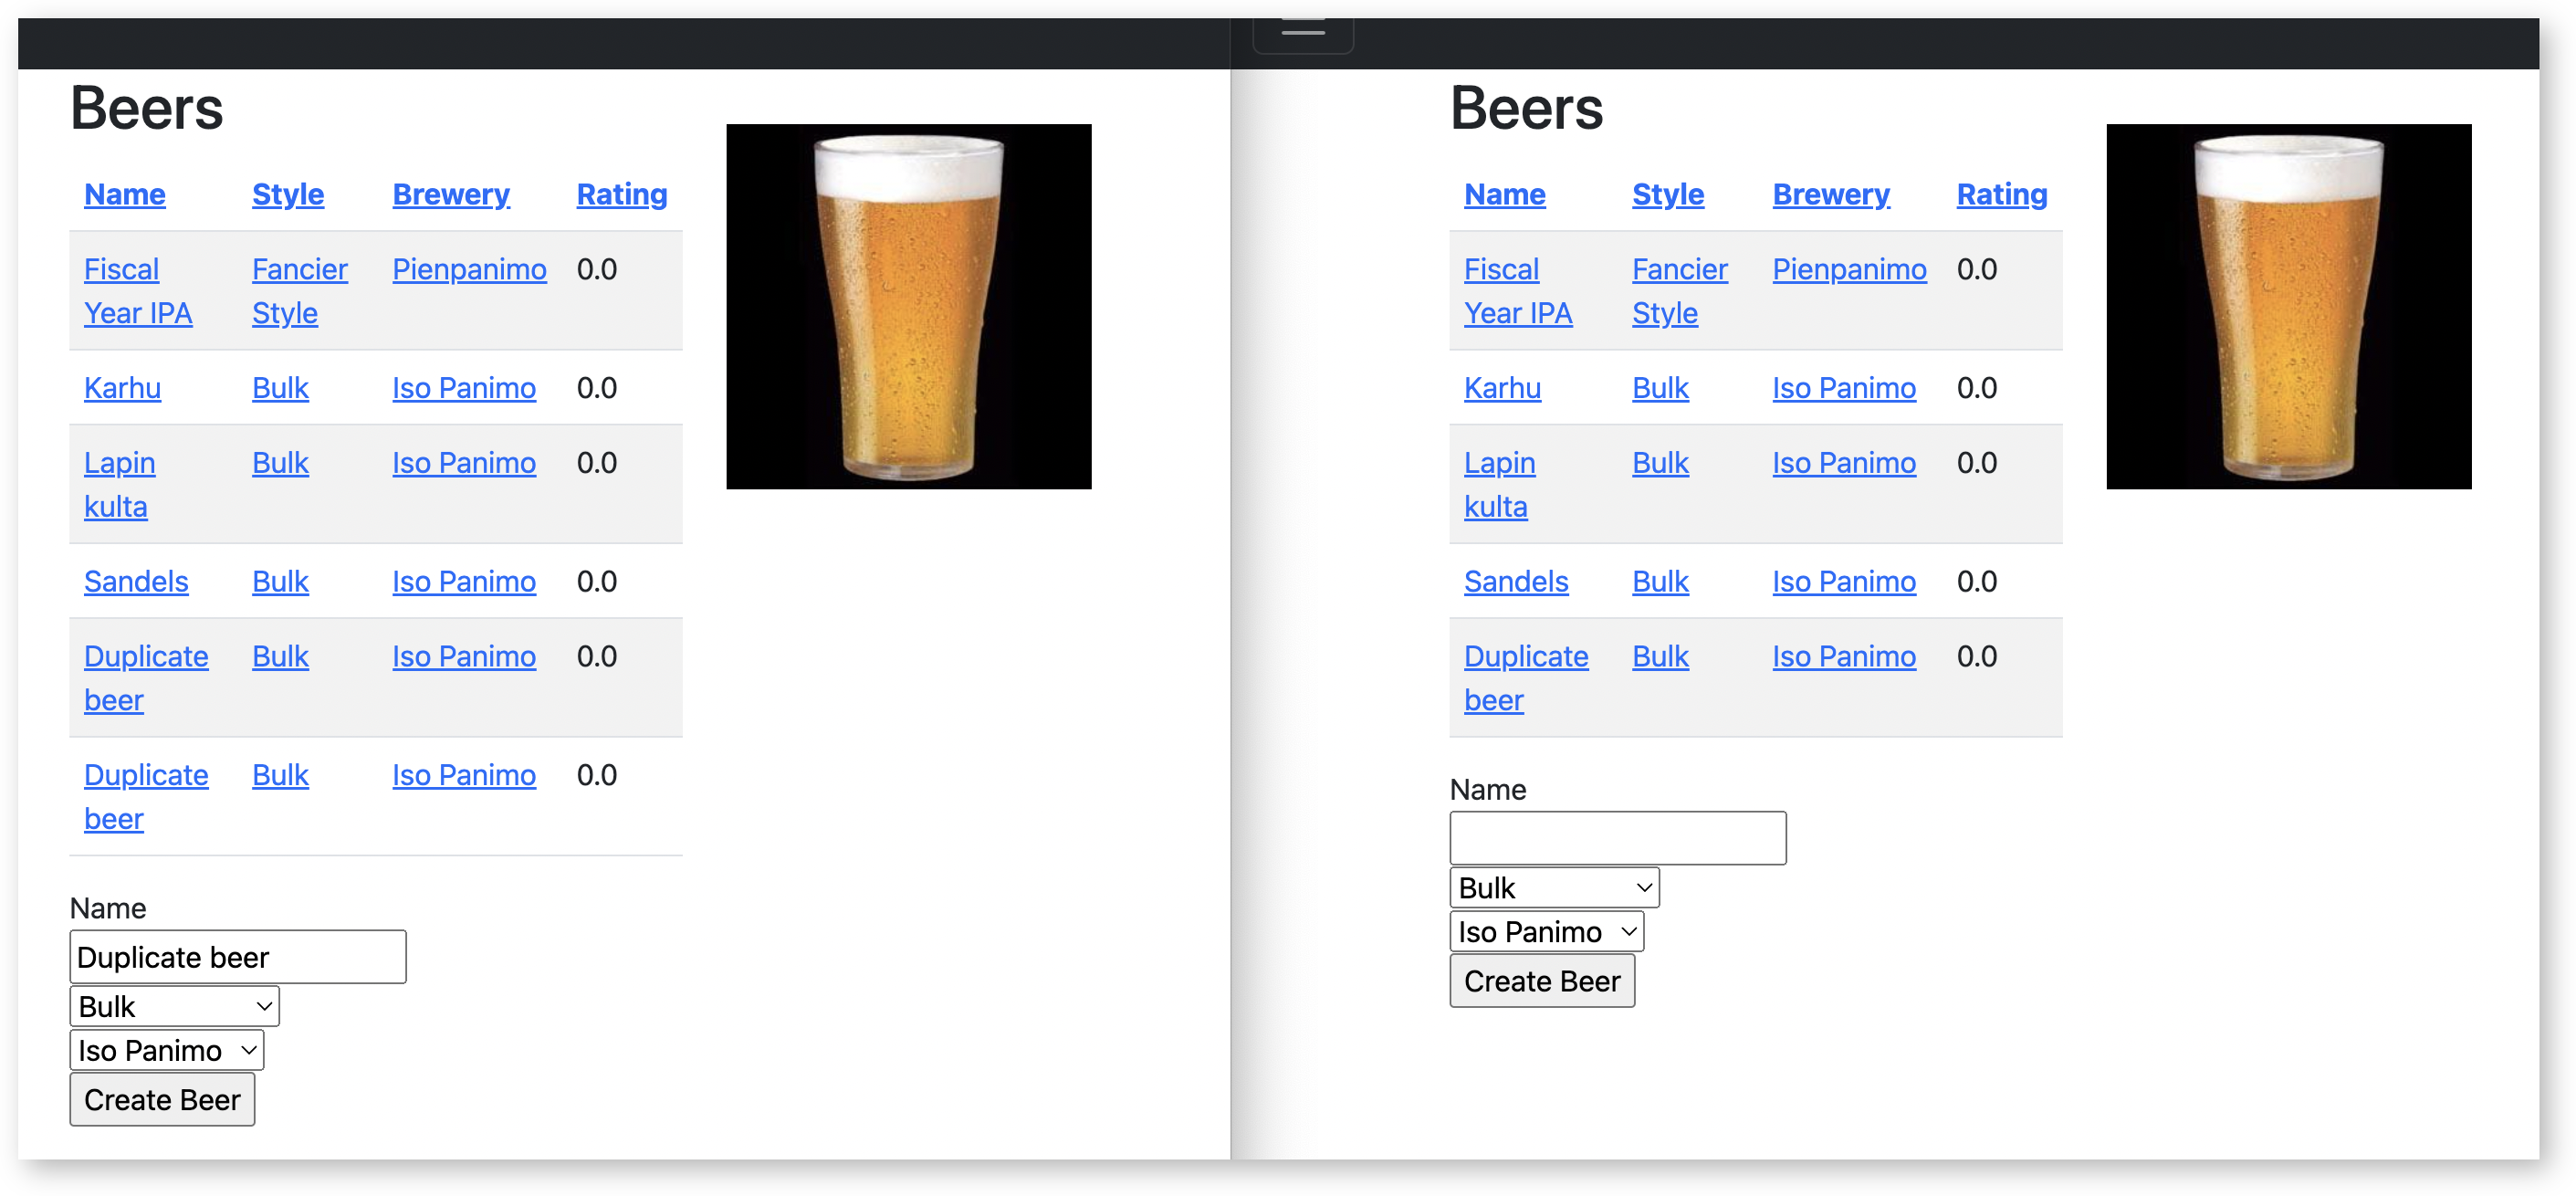 Beers
Name Style Brewery Rating
Fiscal Fancier Pienpanimo 0.0
Year IPA Style
Karhu Bulk Iso Panimo 0.0
Lapin Bulk Iso Panimo 0.0
kulta
Sandels Bulk Iso Panimo 0.0
Duplicate Bulk Iso Panimo 0.0
beer
Duplicate Bulk Iso Panimo 0.0
beer
Name
Duplicate beer
Bulk
Iso Panimo
Create Beer
Beers
Name Style Brewery Rating
Fiscal Fancier Pienpanimo 0.0
Year IPA Style
Karhu Bulk Iso Panimo 0.0
Lapin Bulk Iso Panimo 0.0
kulta
Sandels Bulk Iso Panimo 0.0
Duplicate Bulk Iso Panimo 0.0
beer
Name
Bulk
Iso Panimo
Create Beer